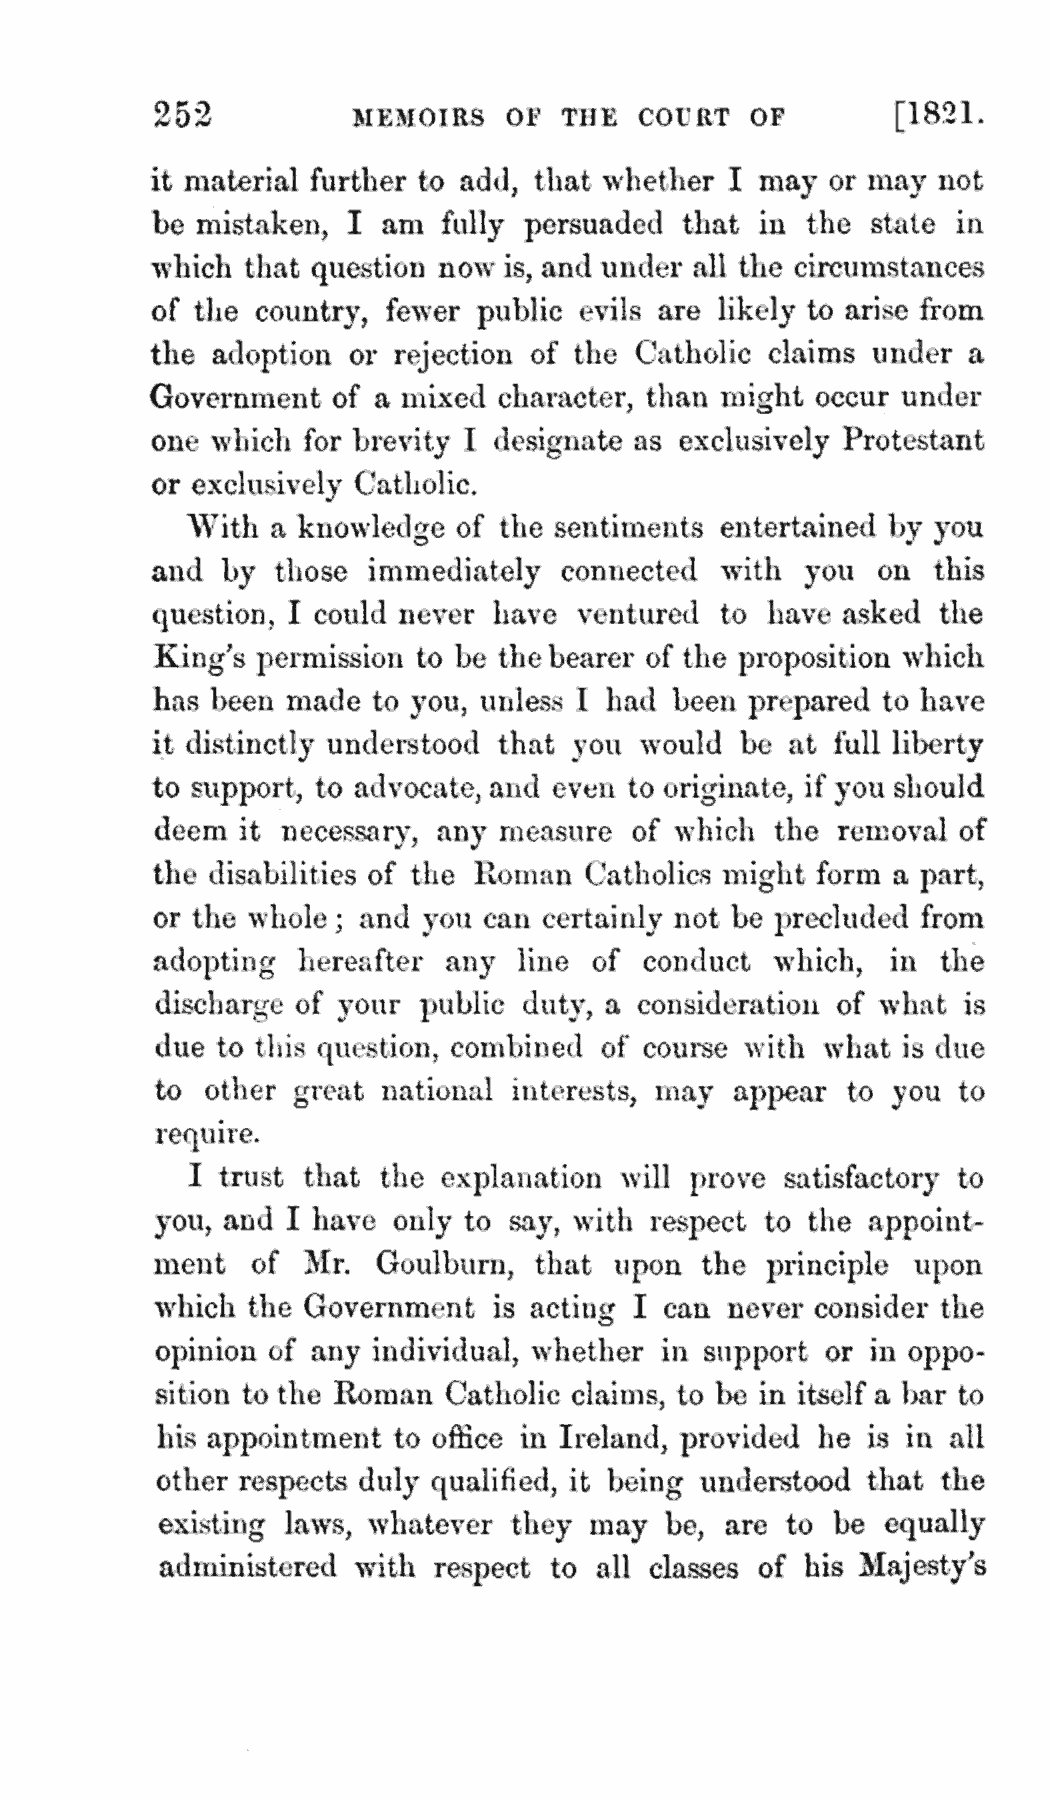 252 MEMOIRS OF THE COURT OF [1821.
it material further to add, that whether I may or may not
be mistaken, I am fully persuaded that in the state in
which that question now is, and under all the circumstances
of the country, fewer public evils are likely to arise from
the adoption or rejection of the Catholic claims under a
Government of a mixed character, than might occur under
one which for brevity I designate as exclusively Protestant
or exclusively Catholic.
With a knowledge of the sentiments entertained by you
and by those immediately connected with you on this
question, I could never have ventured to have asked the
King's permission to be the bearer of the proposition which
has been made to you, unless I had been prepared to have
it distinctly understood that you would be at full liberty
to support, to advocate, and even to originate, if you should
deem it necessary, any measure of which the removal of
the disabilities of the Roman Catholics might form a part,
or the whole; and you can certainly not be precluded from
adopting hereafter any line of conduct which, in the
discharge of your public duty, a consideration of what is
due to this question, combined of course with what is due
to other great national interests, may appear to you to
require.
I trust that the explanation will prove satisfactory to
you, and I have only to say, with respect to the appoint-
ment of Mr. Goulburn, that upon the principle upon
which the Government is acting I can never consider the
opinion of any individual, whether in support or in oppo-
sition to the Roman Catholic claims, to be in itself a bar to
his appointment to office in Ireland, provided he is in all
other respects duly qualified, it being understood that the
existing laws, whatever they may be, are to be equally
administered with respect to all classes of his Majesty's